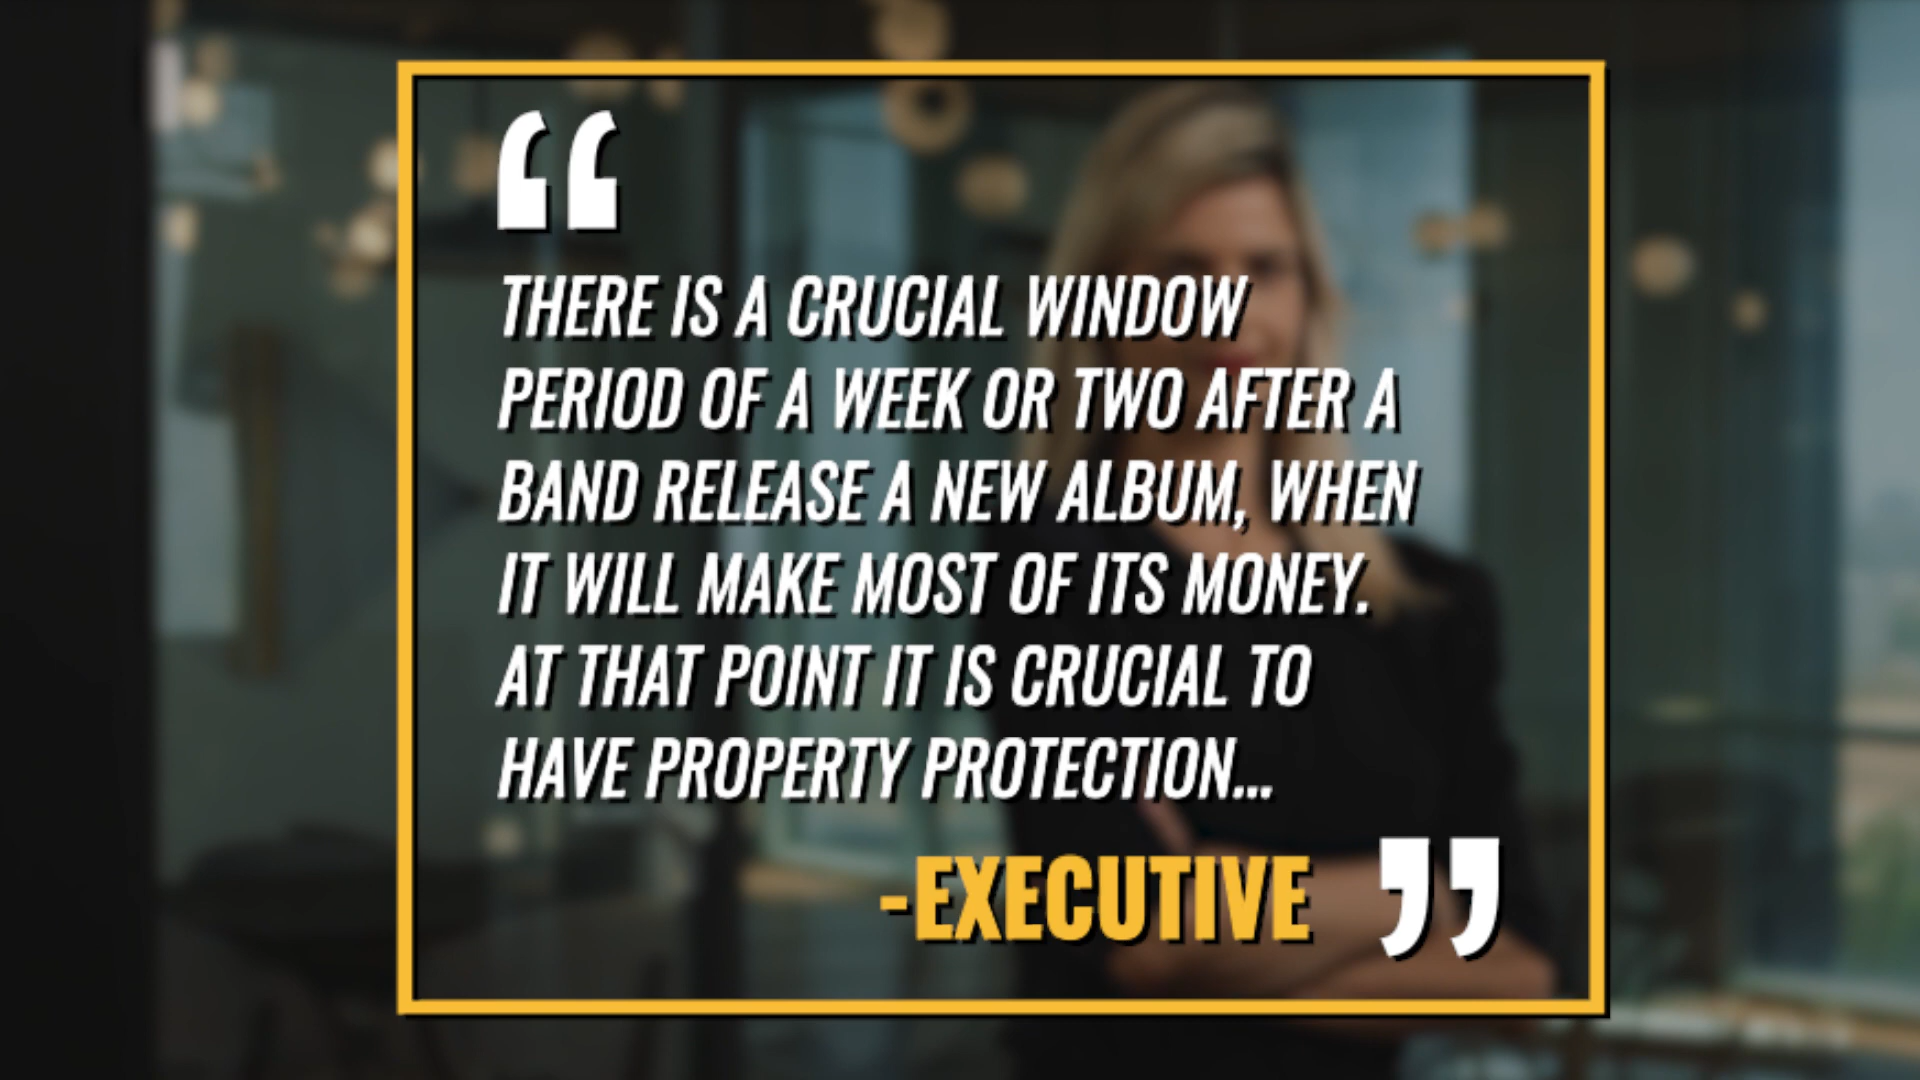 “
THERE IS A CRUCIAL WINDOW
PERIOD OF A WEEK OR TWO AFTER A
BAND RELEASE A NEW ALBUM, WHEN
IT WILL MAKE MOST OF ITS MONEY.
AT THAT POINT IT IS CRUCIAL TO
HAVE PROPERTY PROTECTION...
-EXECUTIVE ”